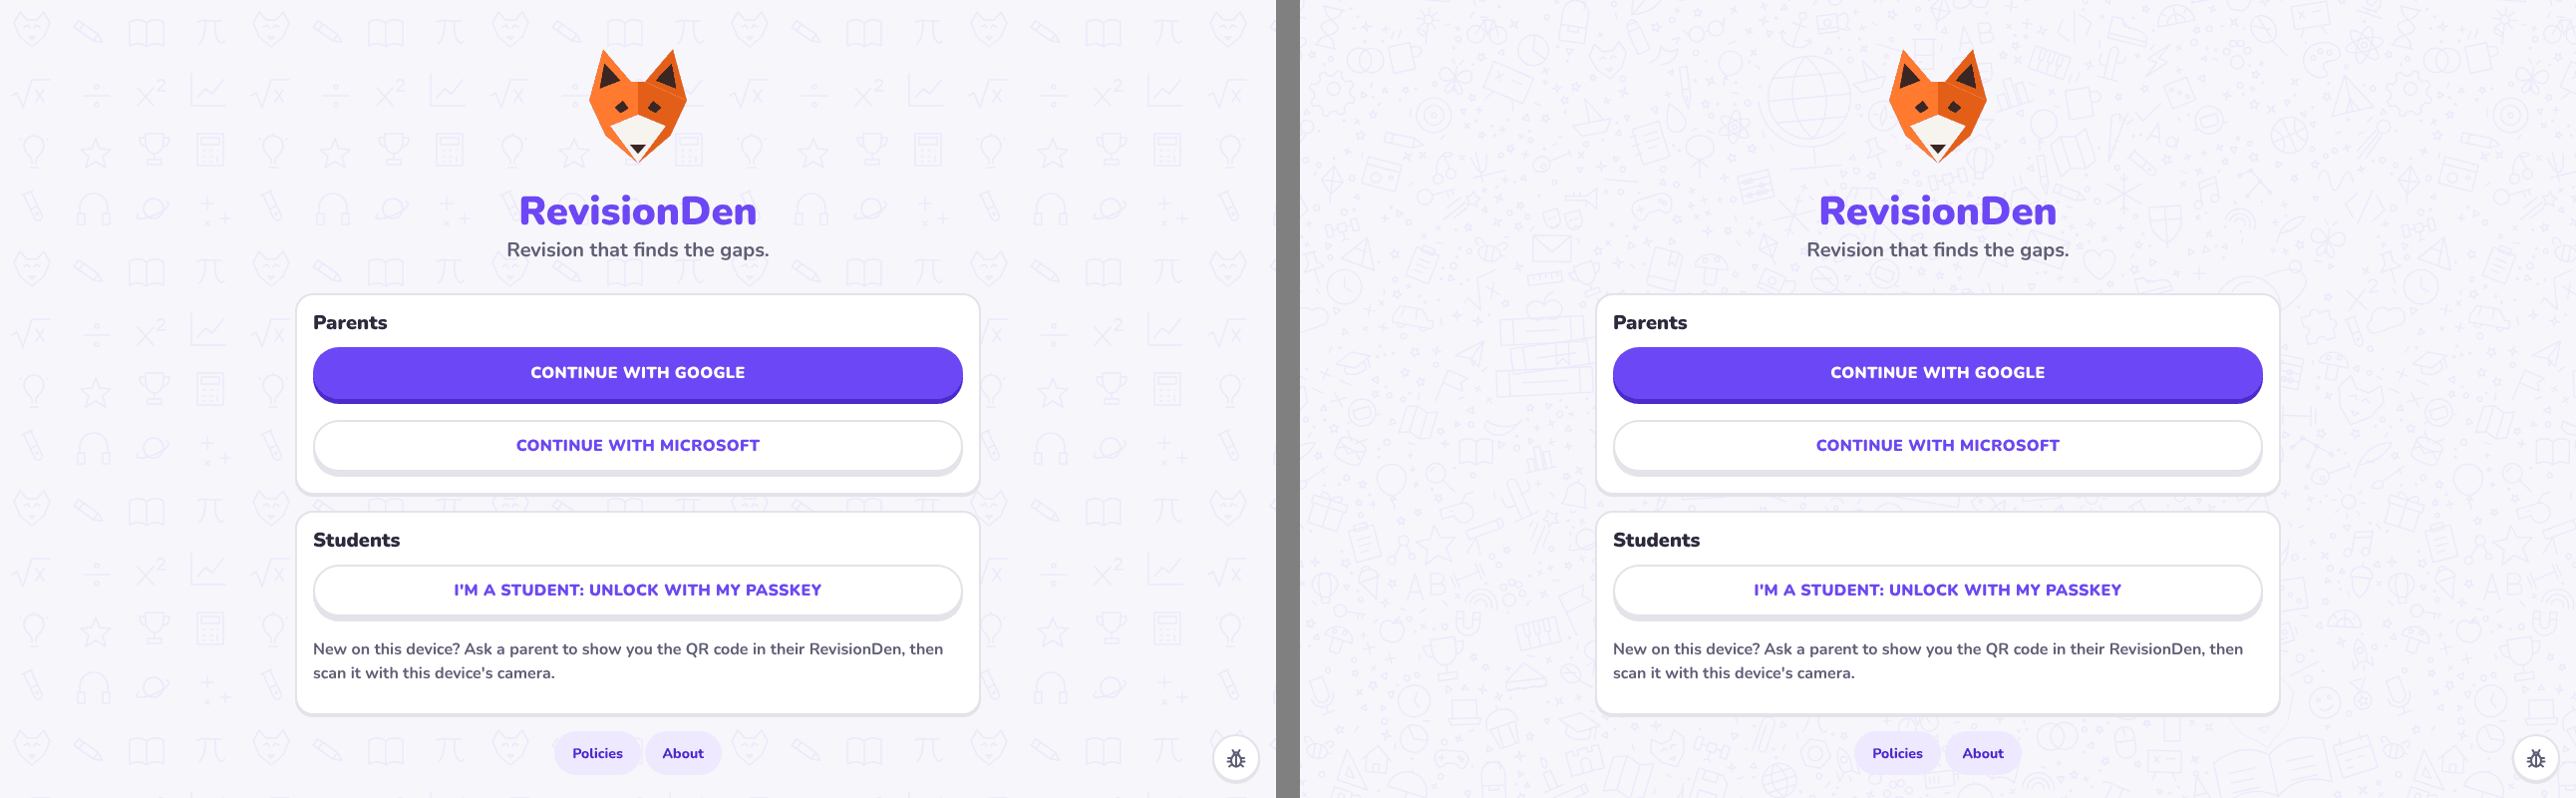 RevisionDen
Revision that finds the gaps.
Parents
CONTINUE WITH GOOGLE
CONTINUE WITH MICROSOFT
Students
I'M A STUDENT: UNLOCK WITH MY PASSKEY
New on this device? Ask a parent to show you the QR code in their RevisionDen, then
scan it with this device's camera.
Policies
About
RevisionDen
Revision that finds the gaps.
Parents
CONTINUE WITH GOOGLE
CONTINUE WITH MICROSOFT
Students
I'M A STUDENT: UNLOCK WITH MY PASSKEY
New on this device? Ask a parent to show you the QR code in their RevisionDen, then
scan it with this device's camera.
Policies
About